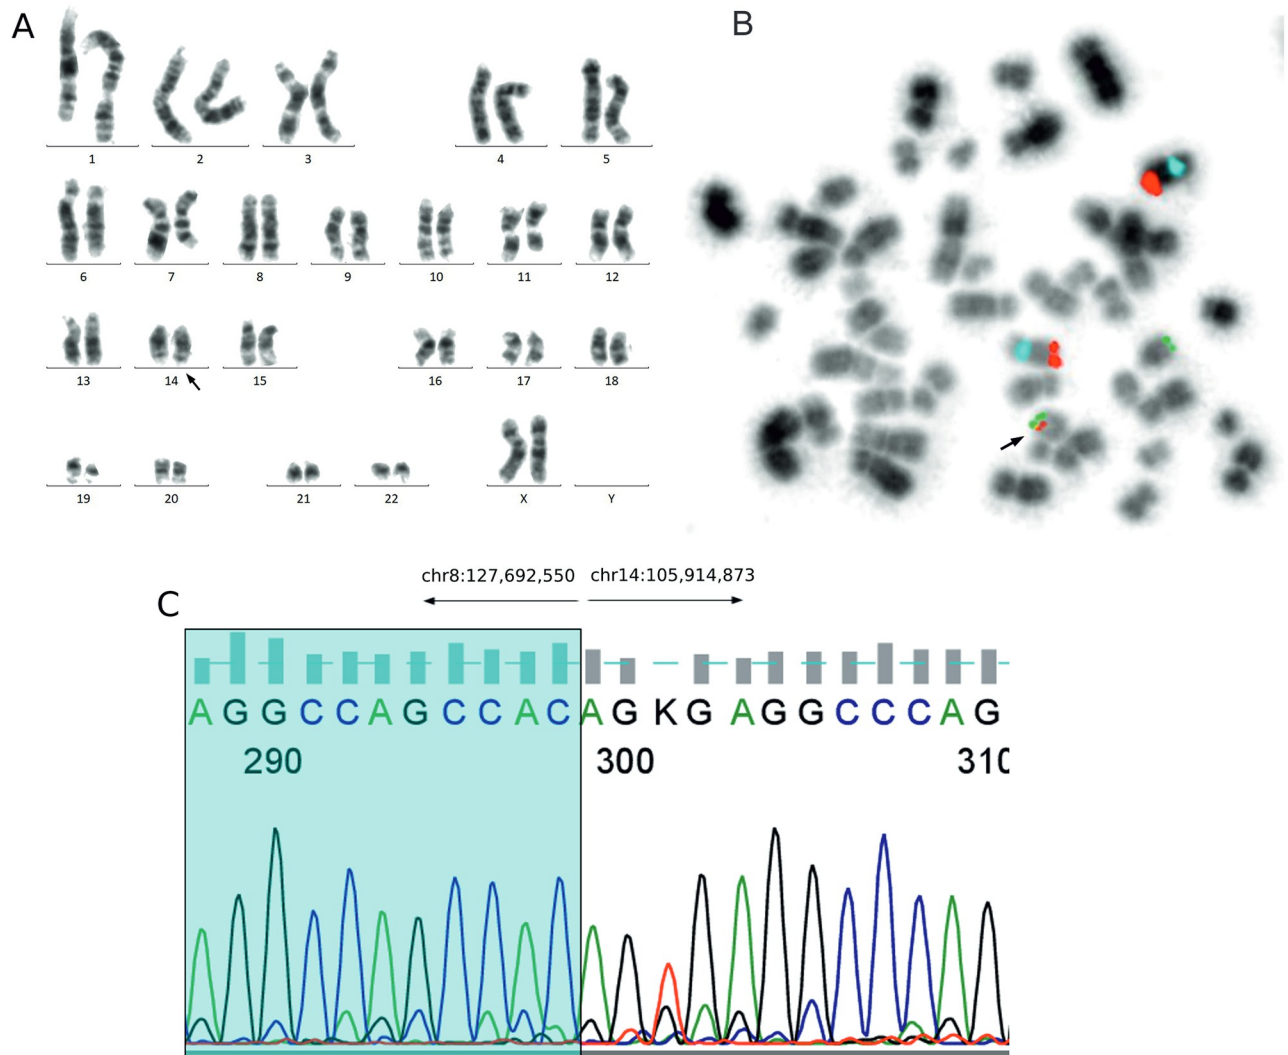 A
B
1 2 3 4 5
6 7 8 9 10 11 12
13 14 15 16 17 18
19 20 21 22 X Y
chr8:127,692,550 chr14:105,914,873
C
AGGCCAGCCACAGKGAGGCCCAG
290 300 310